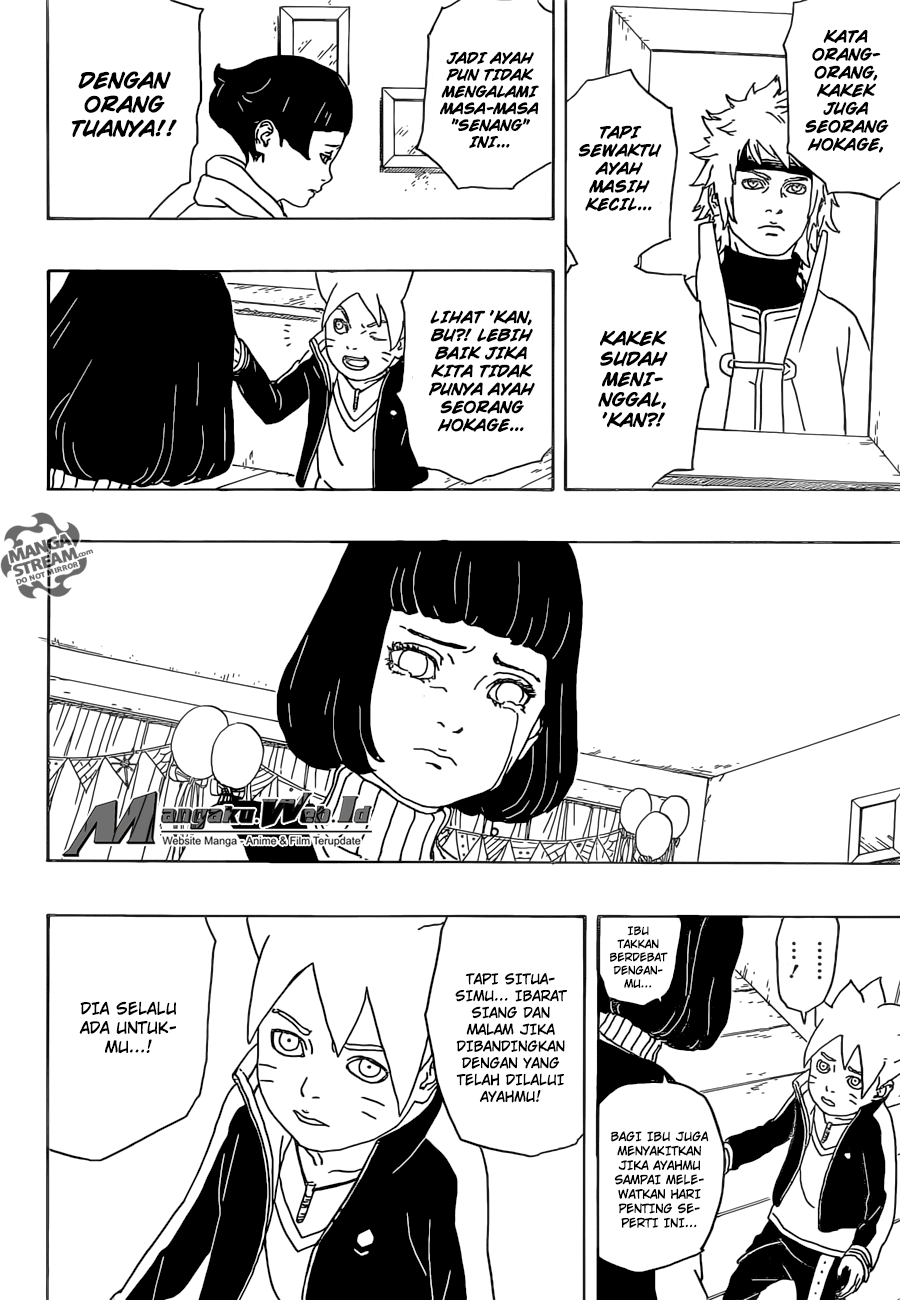 KATA
ORANG-
ORANG,
KAKEK
JUGA
SEORANG
HOKAGE,
TAPI
SEWAKTU
AYAH
MASIH
KECIL...
KAKEK
SUDAH
MENI-
NGGAL,
'KAN?!
JADI AYAH
PUN TIDAK
MENGALAMI
MASA-MASA
"SENANG"
INI...
DENGAN
ORANG
TUANYA!!
LIHAT 'KAN,
BU?! LEBIH
BAIK JIKA
KITA TIDAK
PUNYA AYAH
SEORANG
HOKAGE...
MANGA
STREAM.com
DO NOT MIRROR
Mangaku.Web.Id
Website Manga - Anime & Film Terupdate
......!
IBU
TAKKAN
BERDEBAT
DENGAN-
MU...
BAGI IBU JUGA
MENYAKITKAN
JIKA AYAHMU
SAMPAI MELE-
WATKAN HARI
PENTING SE-
PERTI INI...
TAPI SITUA-
SIMU... IBARAT
SIANG DAN
MALAM JIKA
DIBANDINGKAN
DENGAN YANG
TELAH DILALUI
AYAHMU!
DIA SELALU
ADA UNTUK-
MU...!